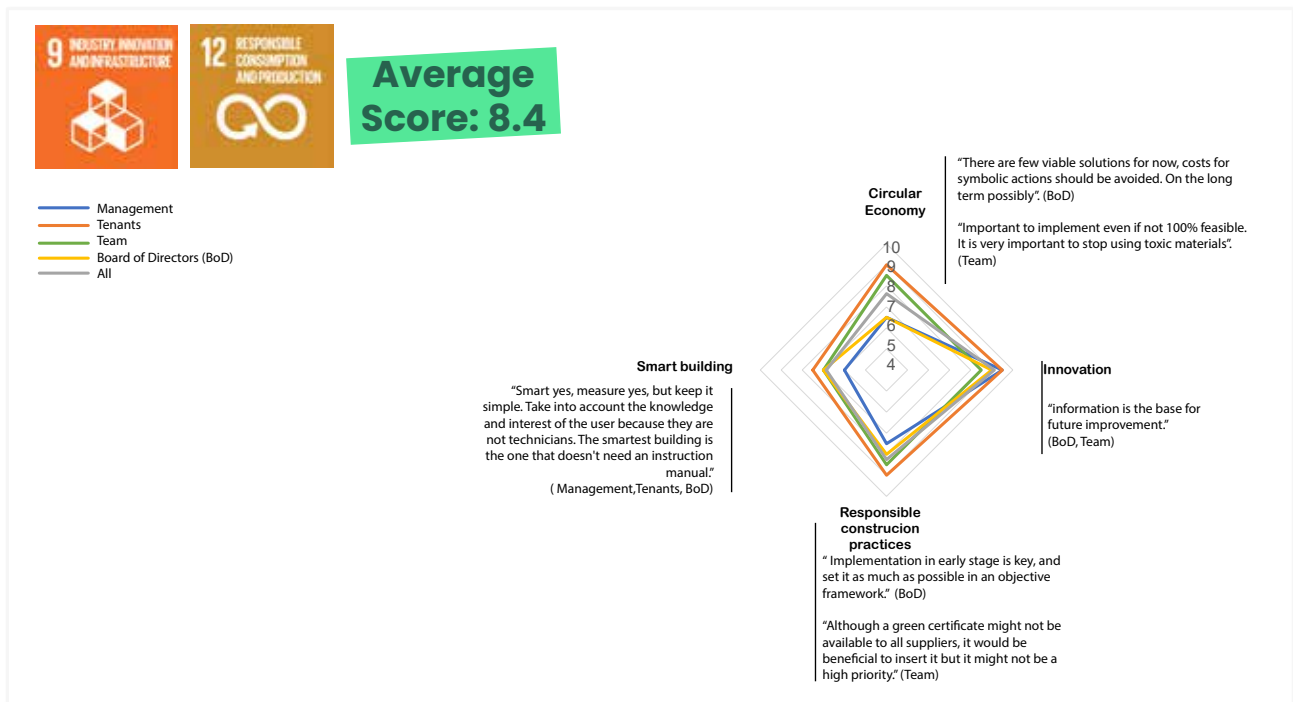 9 INDUSTRY, INNOVATION
AND INFRASTRUCTURE
12 RESPONSIBLE
CONSUMPTION
AND PRODUCTION
Average
Score: 8.4
Management
Tenants
Team
Board of Directors (BoD)
All
Circular
Economy
“There are few viable solutions for now, costs for
symbolic actions should be avoided. On the long
term possibly”. (BoD)
“Important to implement even if not 100% feasible.
It is very important to stop using toxic materials”.
(Team)
10
9
8
7
6
5
4
Smart building
“Smart yes, measure yes, but keep it
simple. Take into account the knowledge
and interest of the user because they are
not technicians. The smartest building is
the one that doesn't need an instruction
manual.”
( Management,Tenants, BoD)
Innovation
“information is the base for
future improvement.”
(BoD, Team)
Responsible
construcion
practices
“ Implementation in early stage is key, and
set it as much as possible in an objective
framework.” (BoD)
“Although a green certificate might not be
available to all suppliers, it would be
beneficial to insert it but it might not be a
high priority.” (Team)